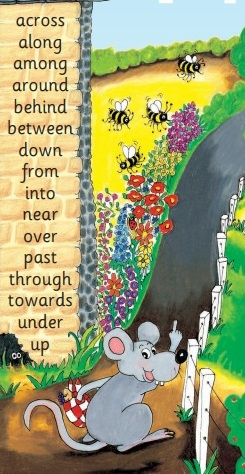 across
along
among
around
behind
between
down
from
into
near
over
past
through
towards
under
up